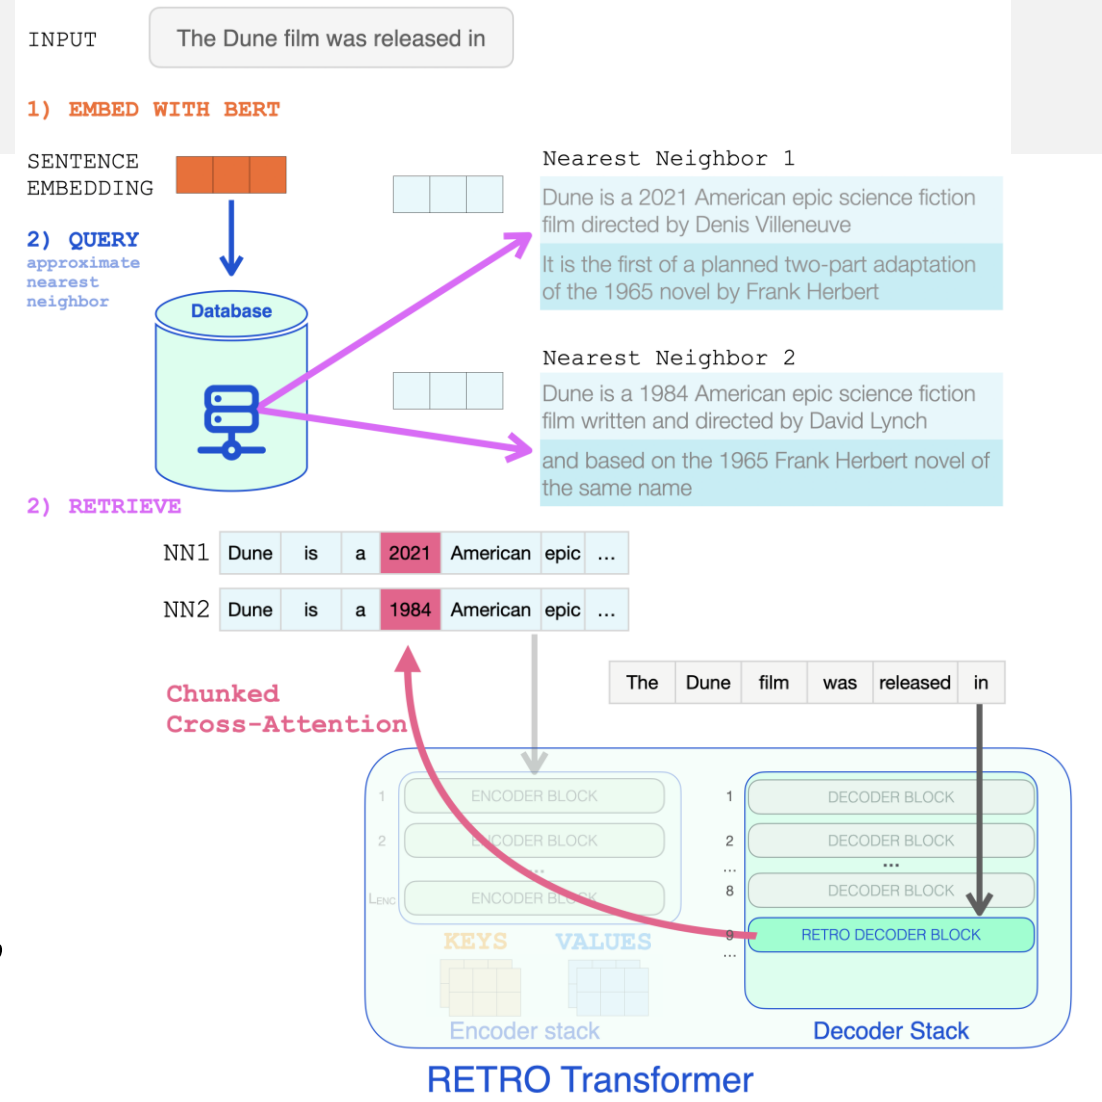 INPUT
The Dune film was released in
1) EMBED WITH BERT
SENTENCE
EMBEDDING
2) QUERY
approximate
nearest
neighbor
Database
Nearest Neighbor 1
Dune is a 2021 American epic science fiction
film directed by Denis Villeneuve
It is the first of a planned two-part adaptation
of the 1965 novel by Frank Herbert
Nearest Neighbor 2
Dune is a 1984 American epic science fiction
film written and directed by David Lynch
and based on the 1965 Frank Herbert novel of
the same name
2) RETRIEVE
NN1 Dune is a 2021 American epic ...
NN2 Dune is a 1984 American epic ...
Chunked
Cross-Attention
The Dune film was released in
1 ENCODER BLOCK
2 ENCODER BLOCK
...
LENC ENCODER BLOCK
KEYS VALUES
Encoder stack
1 DECODER BLOCK
2 DECODER BLOCK
... ...
8 DECODER BLOCK
9 RETRO DECODER BLOCK
...
Decoder Stack
RETRO Transformer